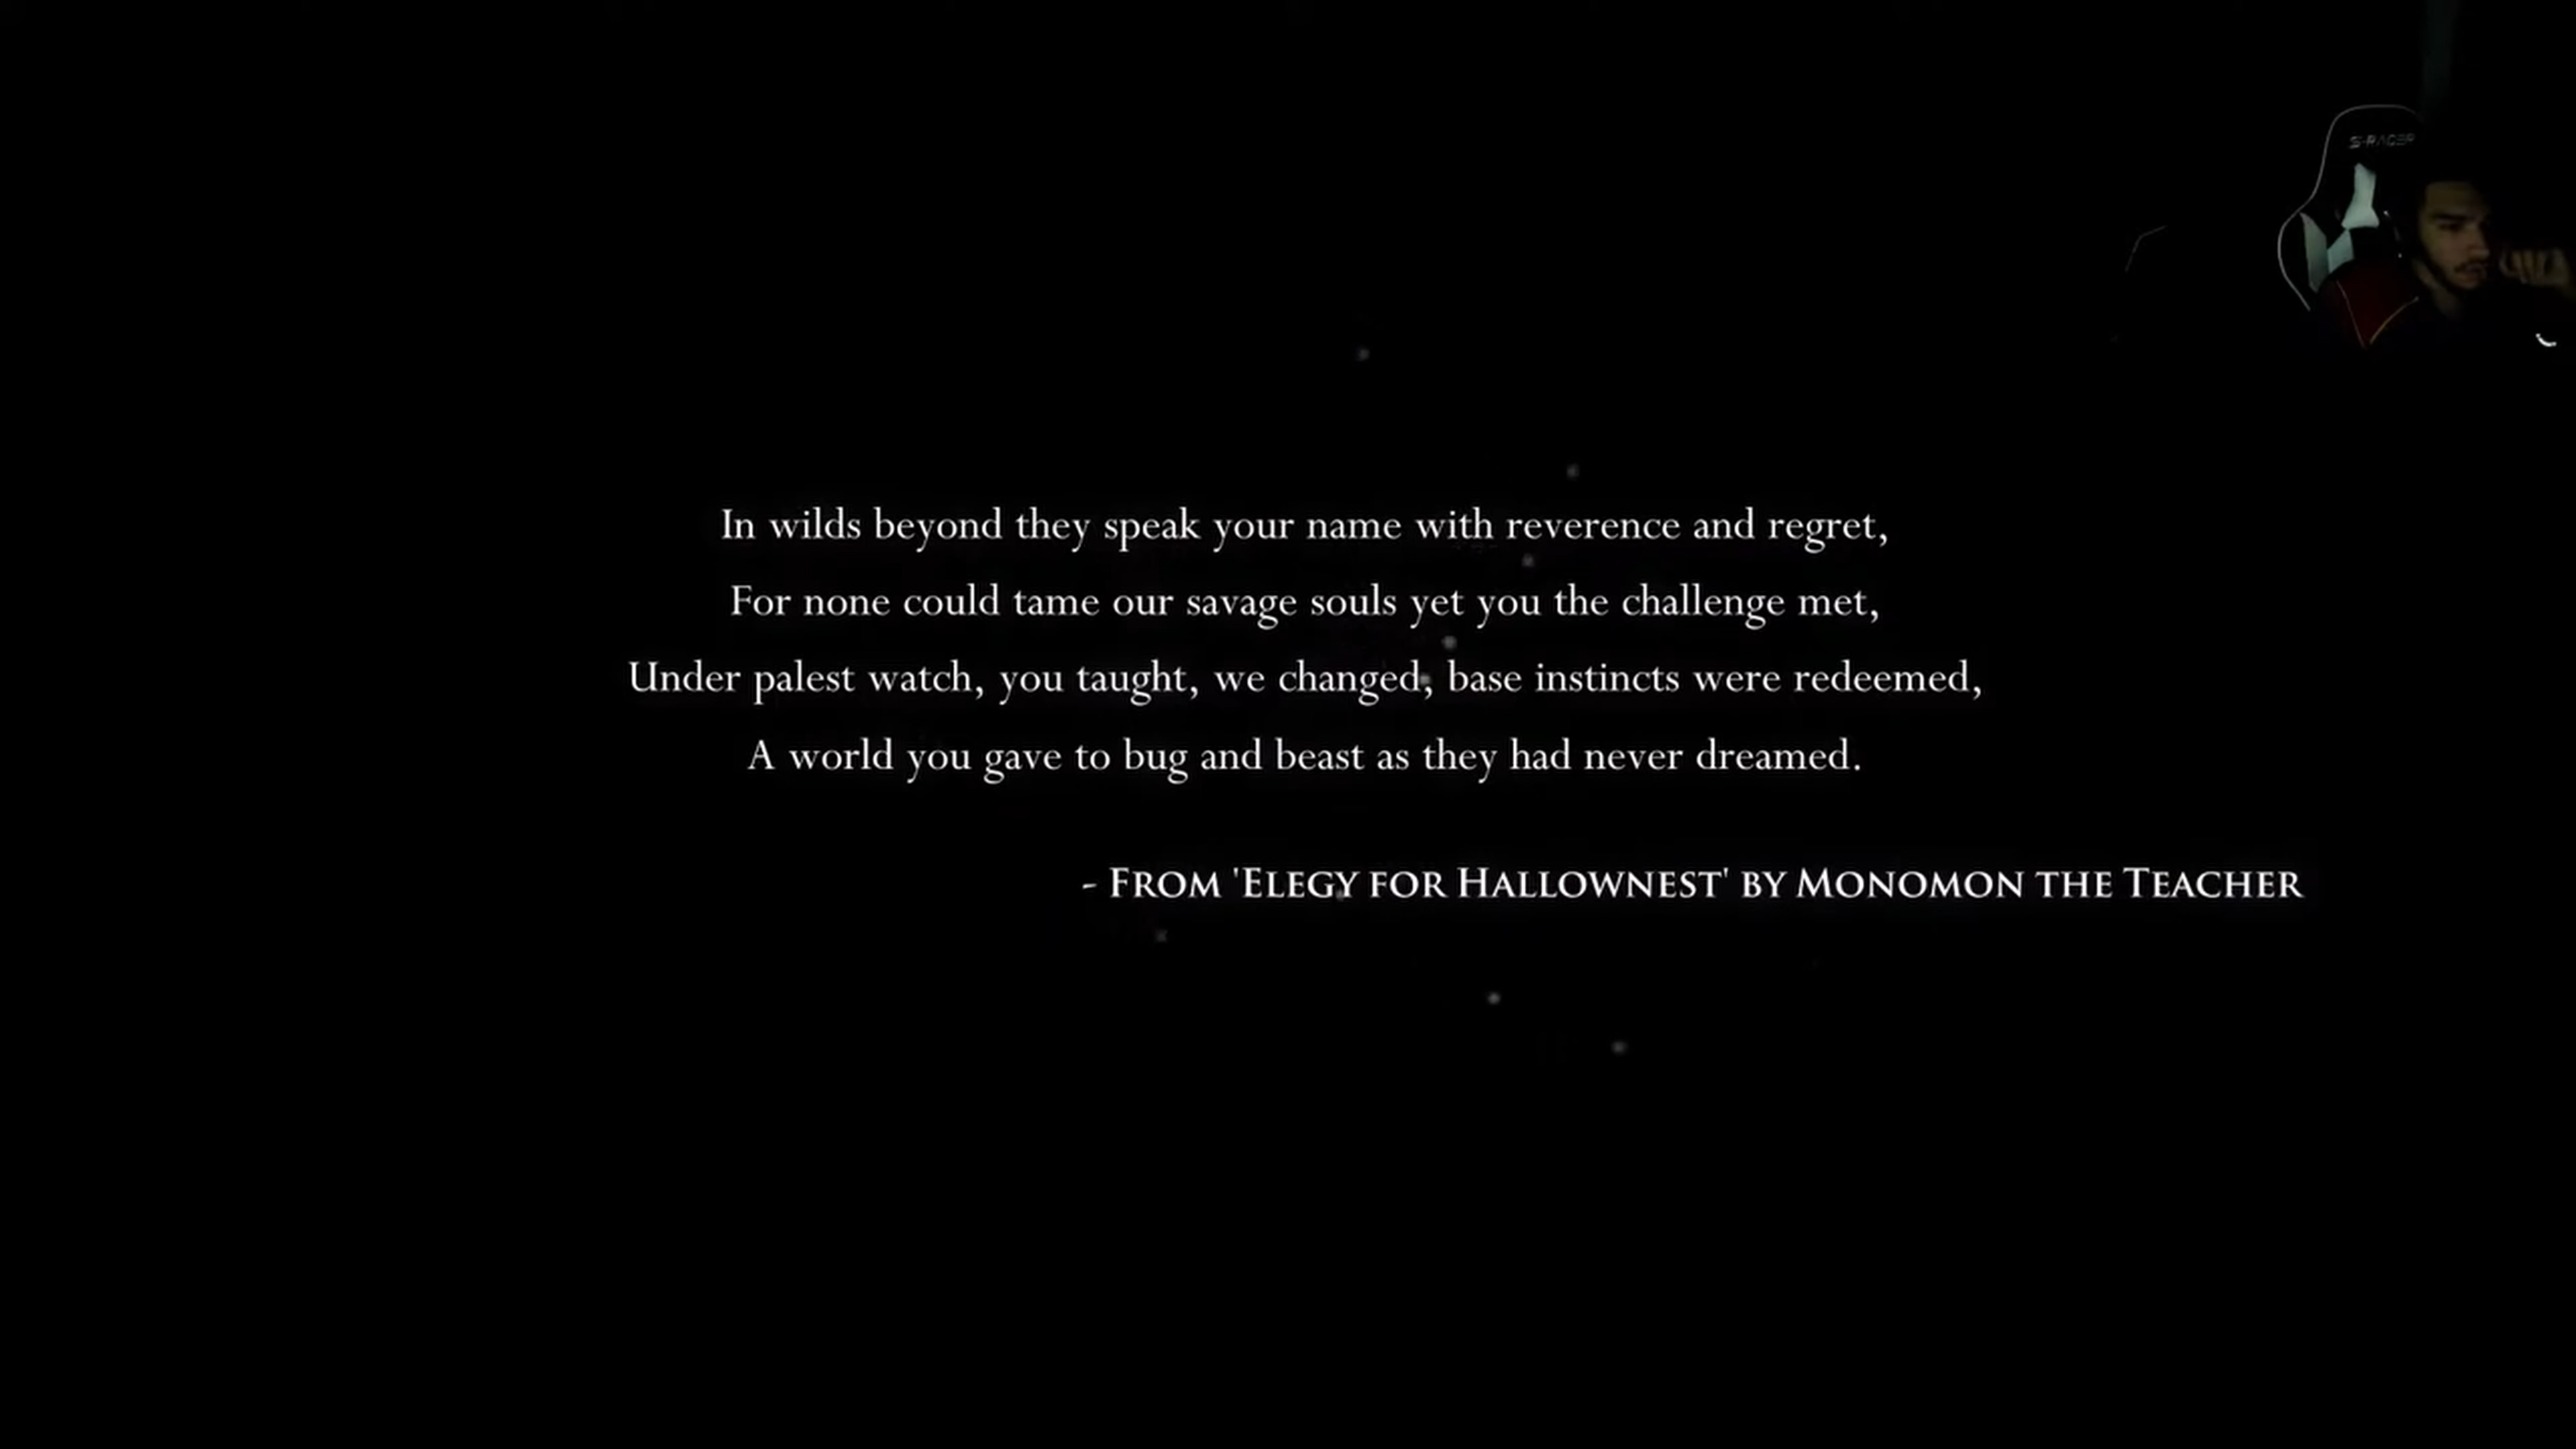 S-RACER
In wilds beyond they speak your name with reverence and regret,
For none could tame our savage souls yet you the challenge met,
Under palest watch, you taught, we changed, base instincts were redeemed,
A world you gave to bug and beast as they had never dreamed.
- From 'Elegy for Hallownest' by Monomon the Teacher